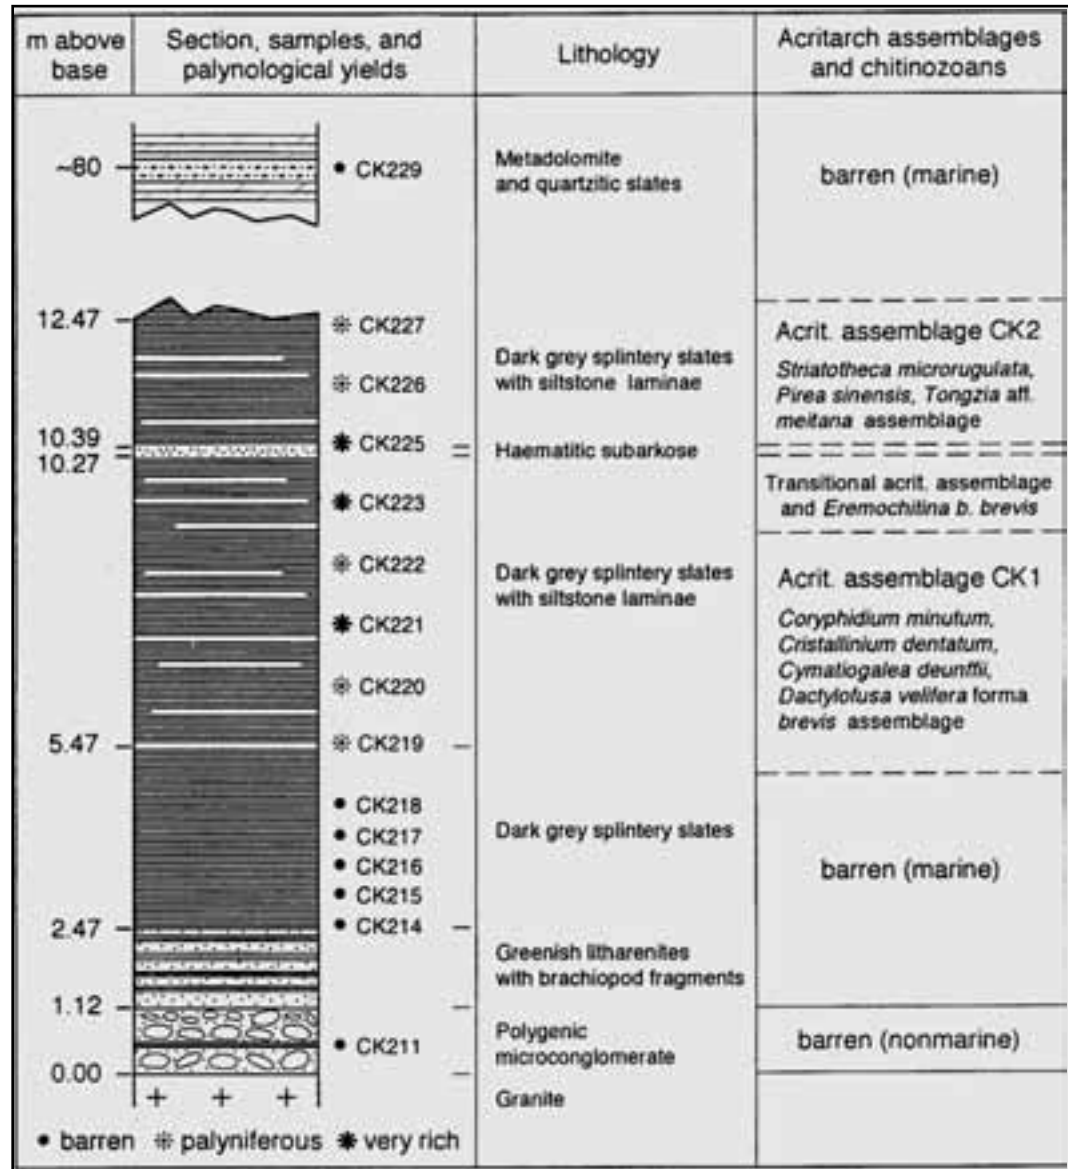 m above
base
Section, samples, and
palynological yields
Lithology
Acritarch assemblages
and chitinozoans
~80
CK229
Metadolomite
and quartzitic slates
barren (marine)
12.47
CK227
CK226
Dark grey splintery slates
with siltstone laminae
Acrit. assemblage CK2
Striatotheca microrugulata,
Pirea sinensis, Tongzia aff.
meitana assemblage
10.39
CK225
10.27
Haematitic subarkose
CK223
Transitional acrit. assemblage
and Eremochitina b. brevis
CK222
Dark grey splintery slates
with siltstone laminae
CK221
CK220
Acrit. assemblage CK1
Coryphidium minutum,
Cristallinium dentatum,
Cymatiogalea deunffii,
Dactylofusa velifera forma
brevis assemblage
5.47
CK219
CK218
CK217
CK216
CK215
CK214
Dark grey splintery slates
barren (marine)
2.47
Greenish litharenites
with brachiopod fragments
1.12
CK211
Polygenic
microconglomerate
barren (nonmarine)
0.00
Granite
barren palyniferous very rich